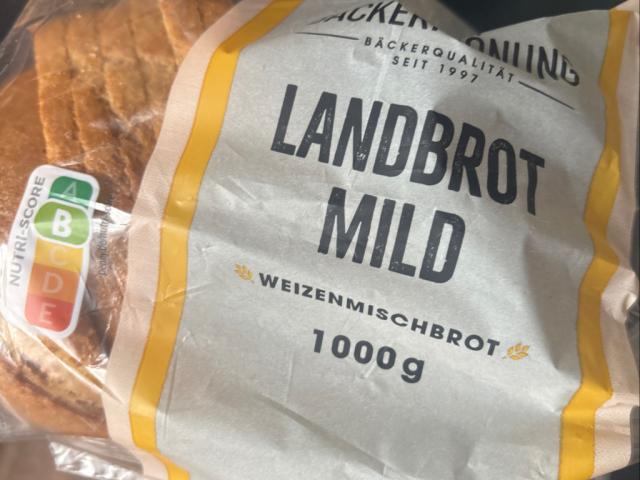 BÄCKERQUALITÄT
SEIT 1997
LANDBROT
MILD
WEIZENMISCHBROT
1000g
NUTRI-SCORE
A
B
C
D
E